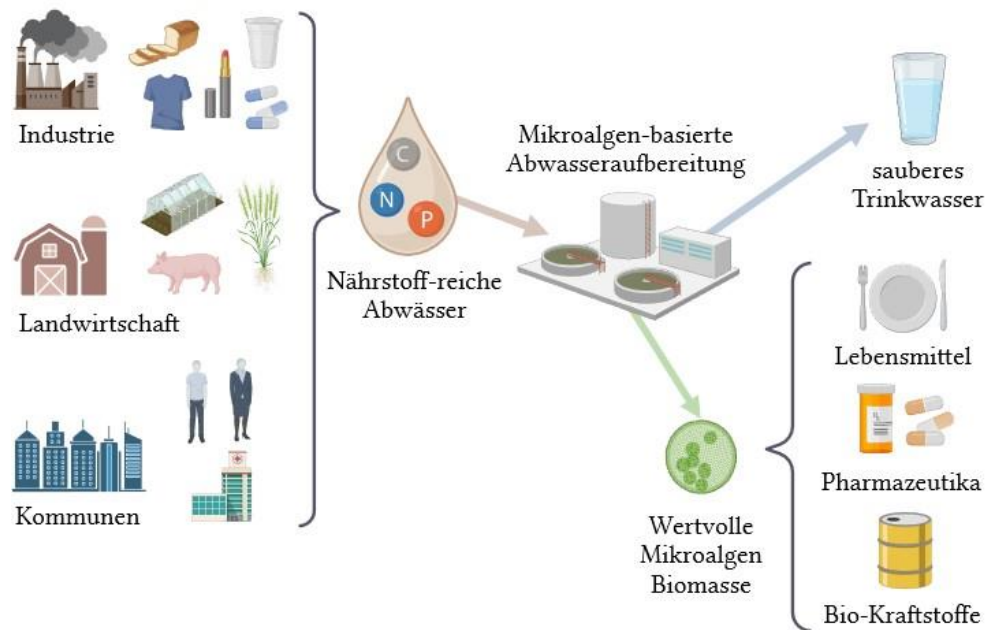 Industrie
Landwirtschaft
Kommunen
C
N
P
Nährstoff-reiche
Abwässer
Mikroalgen-basierte
Abwasseraufbereitung
sauberes
Trinkwasser
Wertvolle
Mikroalgen
Biomasse
Lebensmittel
Pharmazeutika
Bio-Kraftstoffe